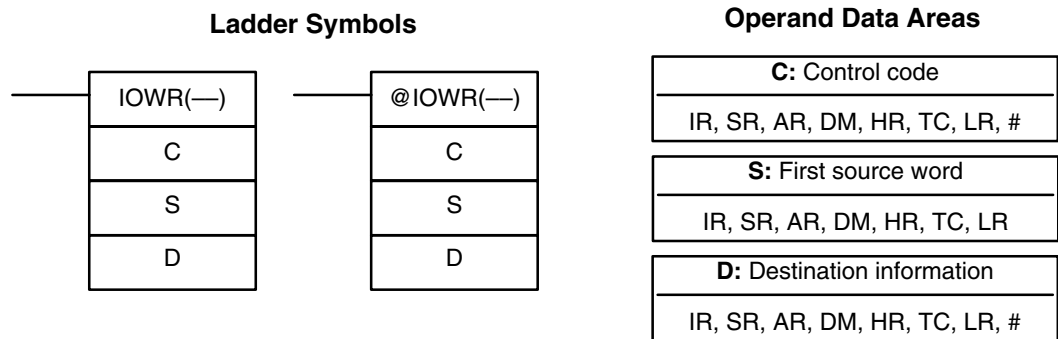 Ladder Symbols
IOWR(––)
C
S
D
@IOWR(––)
C
S
D
Operand Data Areas
C: Control code
IR, SR, AR, DM, HR, TC, LR, #
S: First source word
IR, SR, AR, DM, HR, TC, LR
D: Destination information
IR, SR, AR, DM, HR, TC, LR, #